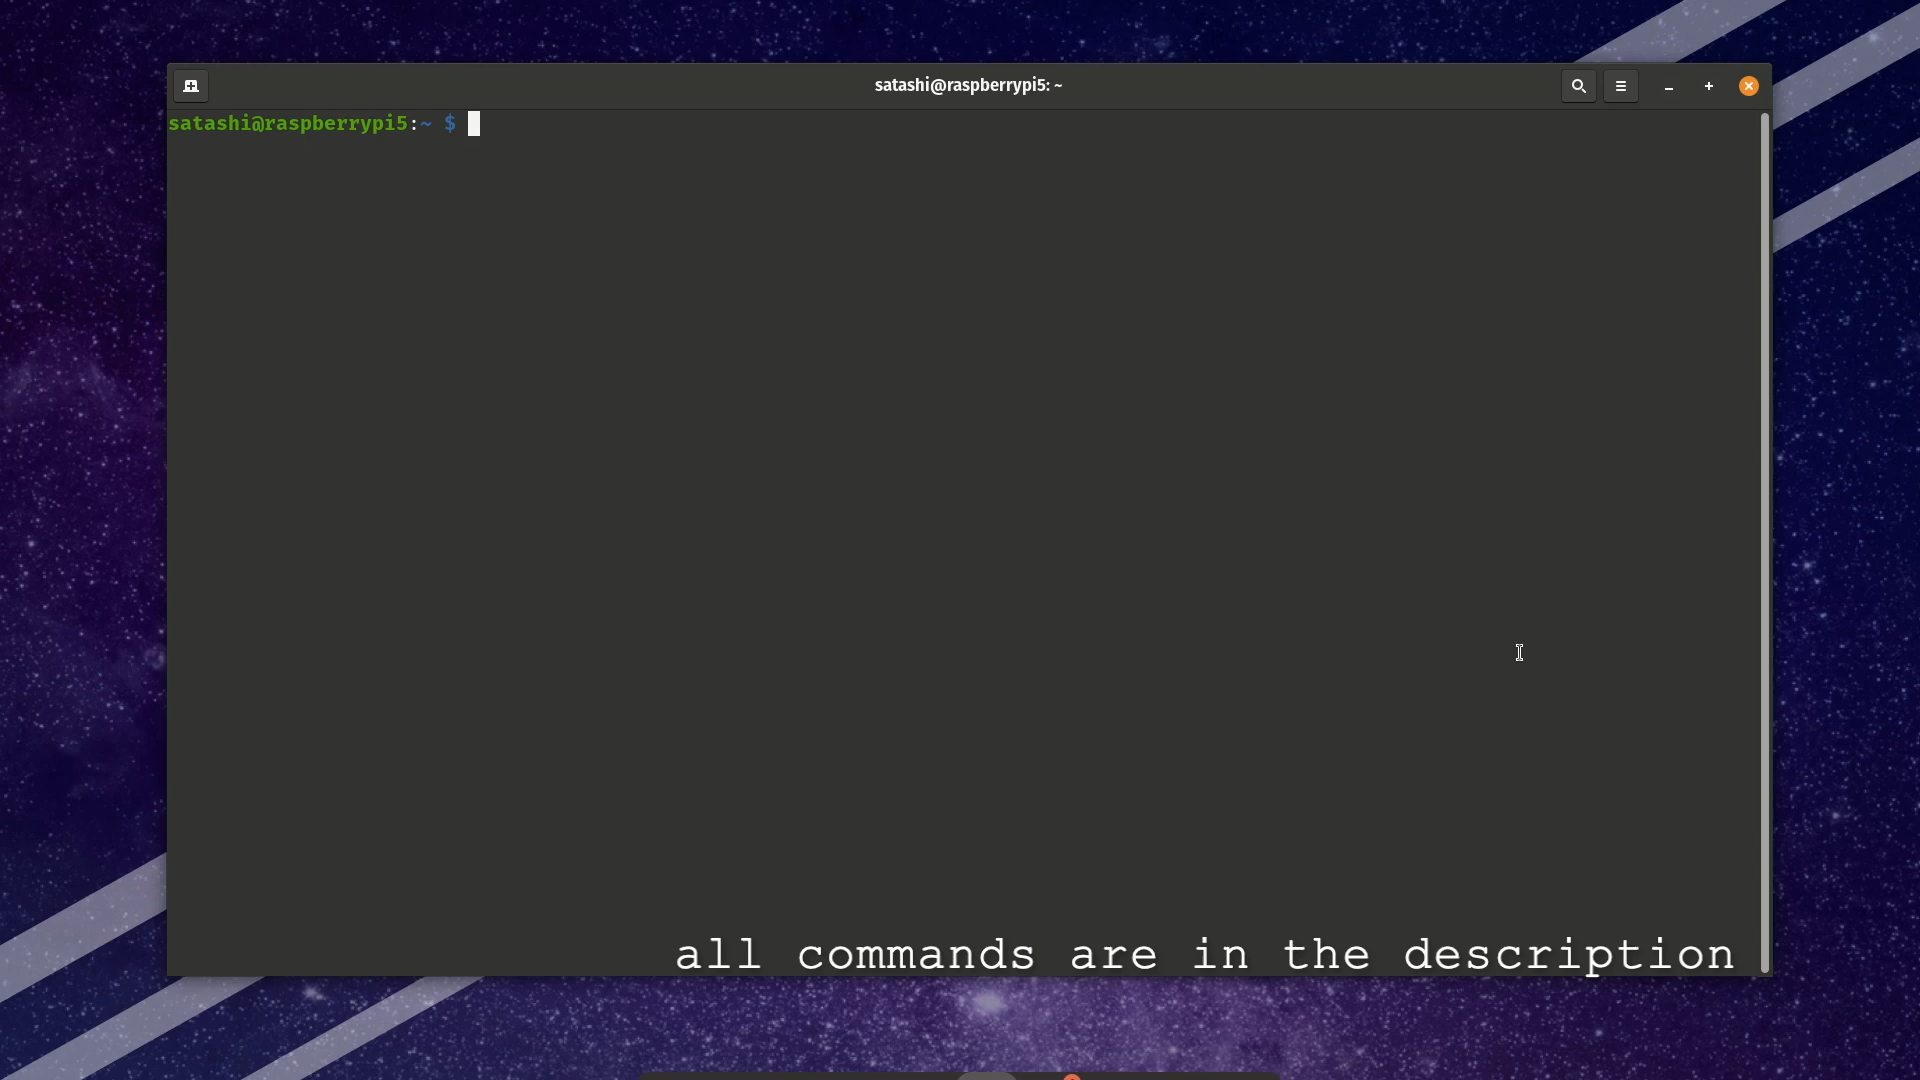 satashi@raspberrypi5: ~
satashi@raspberrypi5:~ $
all commands are in the description